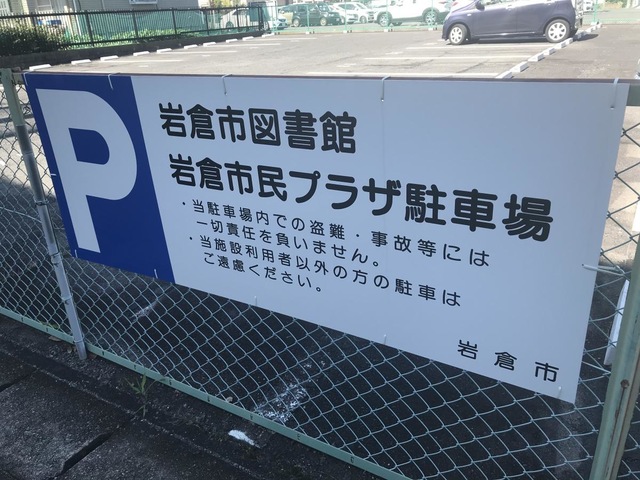 P
岩倉市図書館
岩倉市民プラザ駐車場
・当駐車場内での盗難・事故等には
一切責任を負いません。
・当施設利用者以外の方の駐車は
ご遠慮ください。
岩倉市